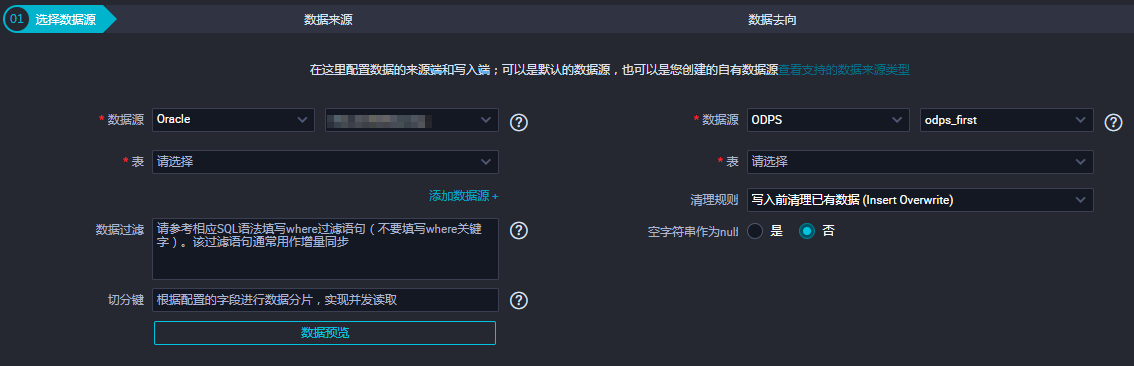 01 选择数据源 数据来源 数据去向
在这里配置数据的来源端和写入端；可以是默认的数据源，也可以是您创建的自有数据源查看支持的数据来源类型
* 数据源 Oracle ? * 数据源 ODPS odps_first ?
* 表 请选择 * 表 请选择
添加数据源 + 清理规则 写入前清理已有数据 (Insert Overwrite)
数据过滤 请参考相应SQL语法填写where过滤语句（不要填写where关键
字）。该过滤语句通常用作增量同步 ? 空字符串作为null 是 否
切分键 根据配置的字段进行数据分片，实现并发读取 ?
数据预览